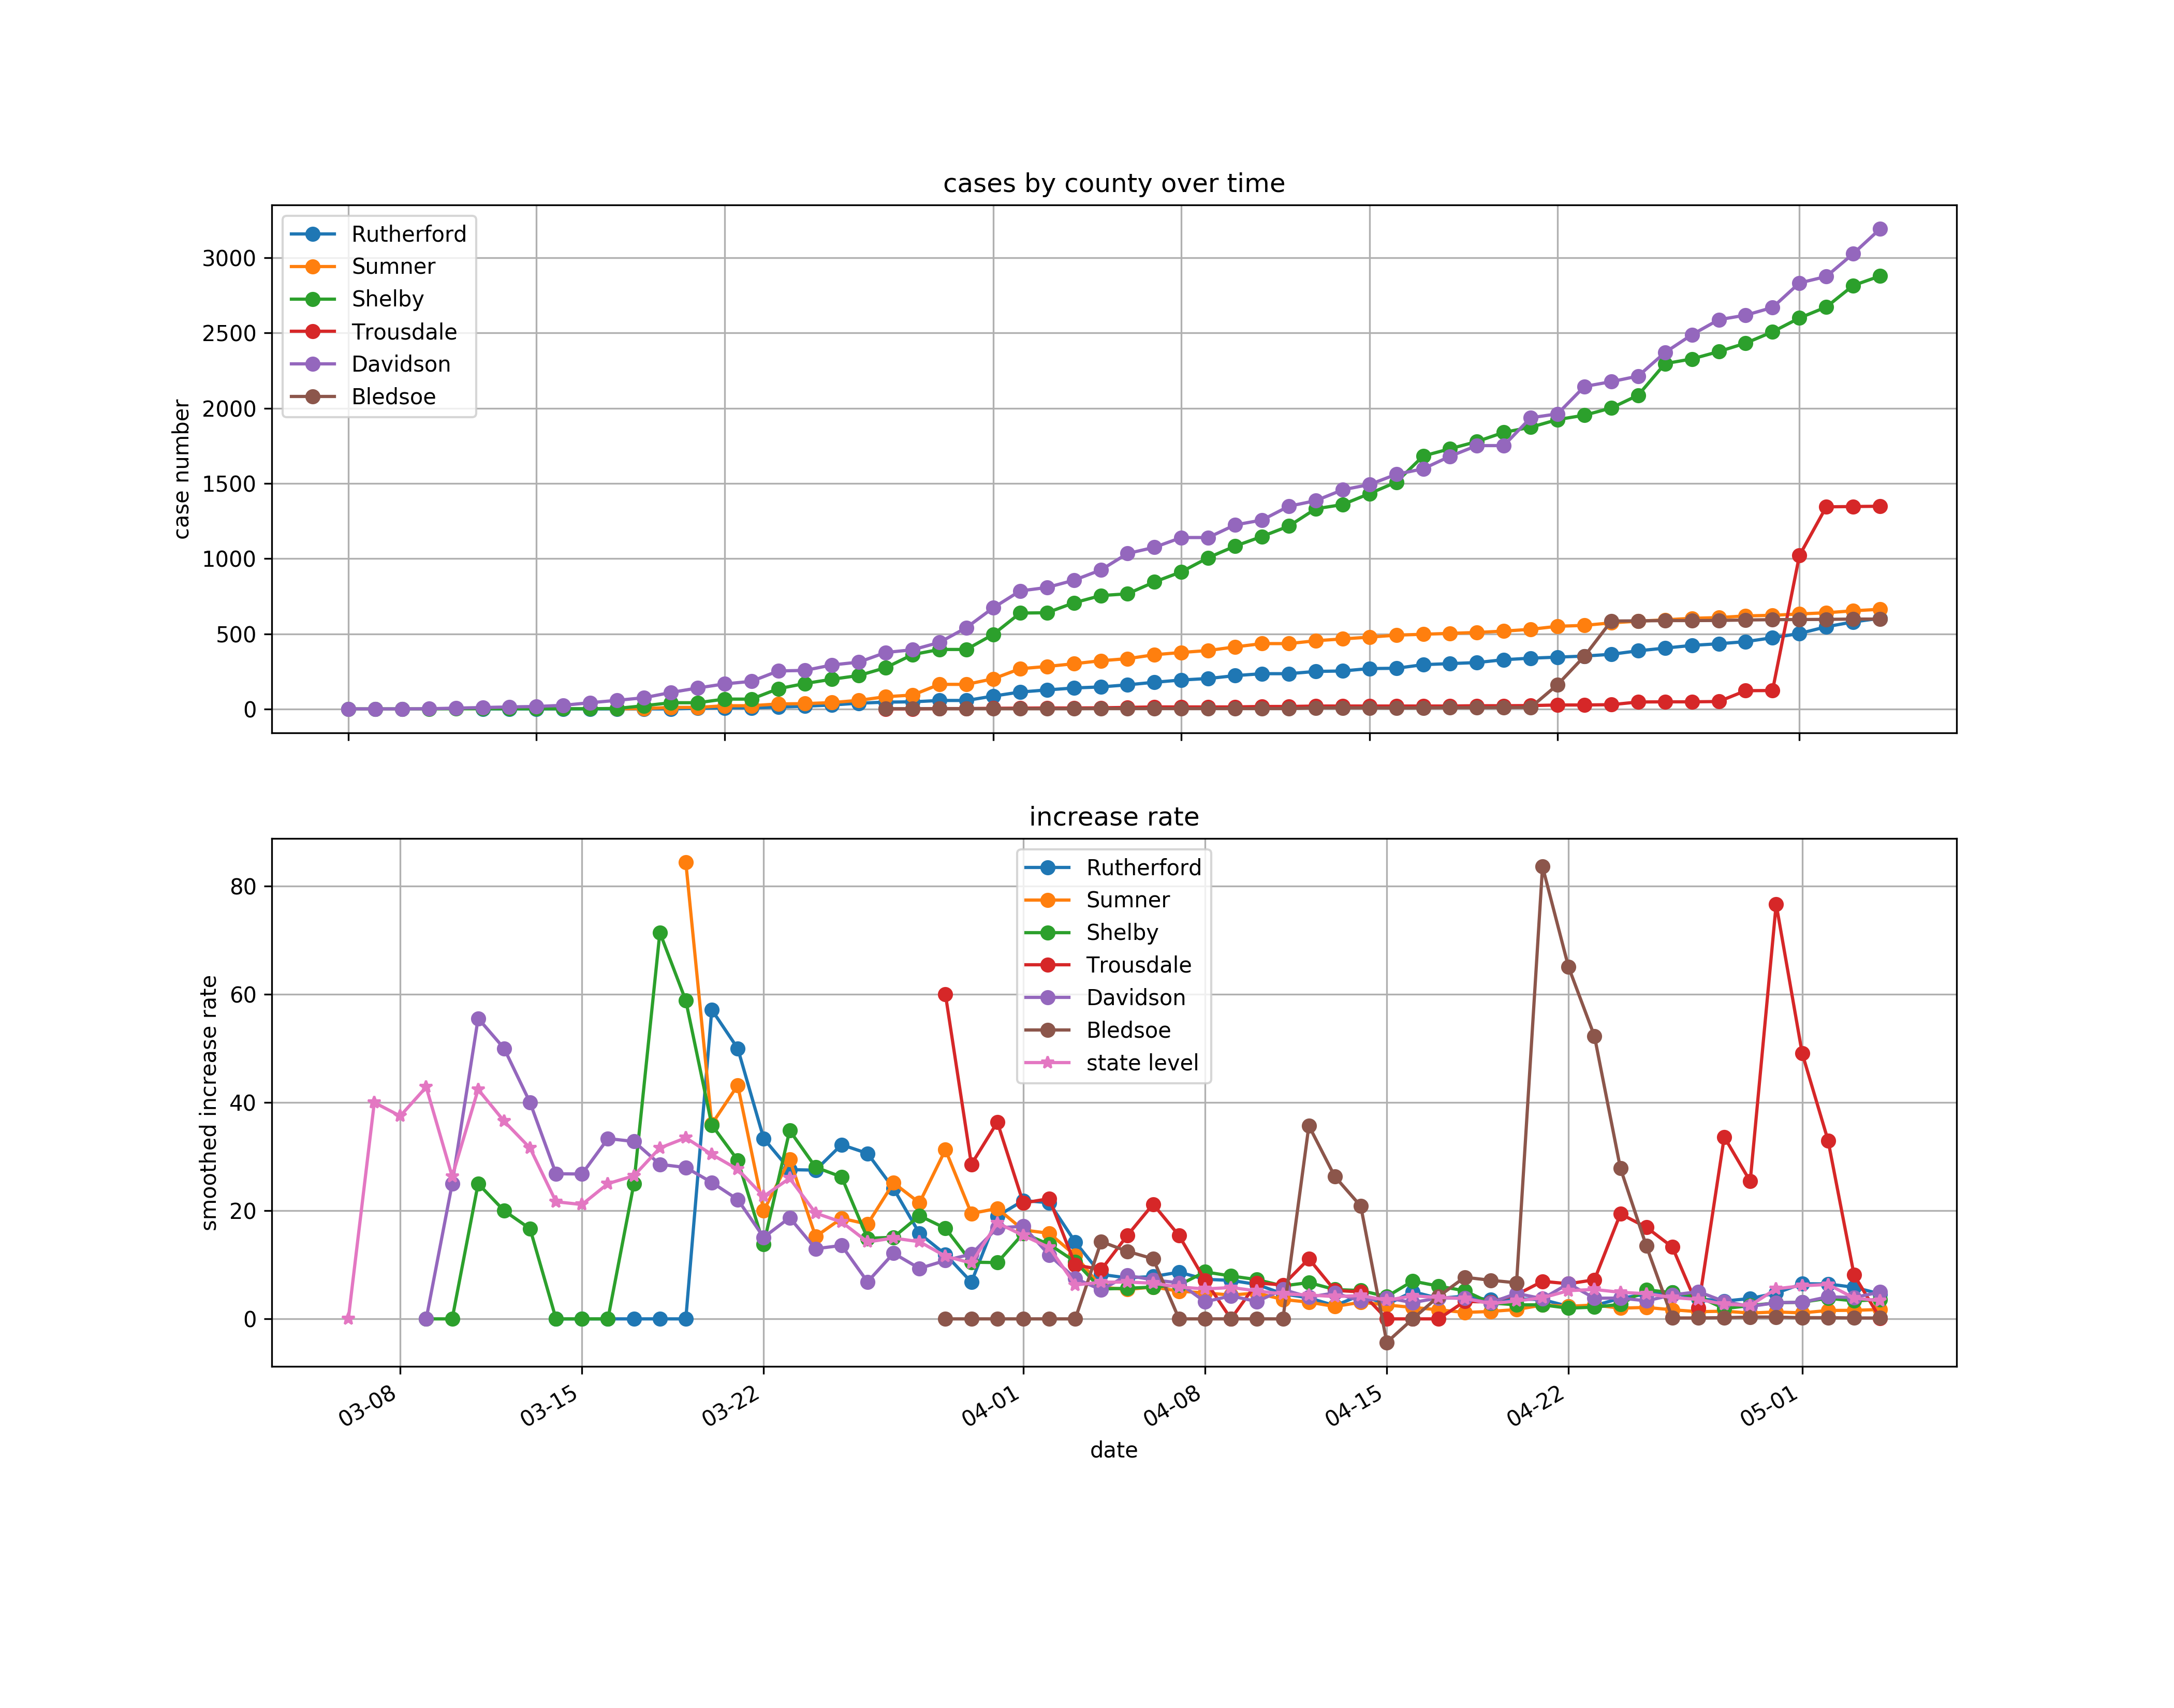 cases by county over time
Rutherford
Sumner
Shelby
Trousdale
Davidson
Bledsoe
case number
3000
2500
2000
1500
1000
500
0
increase rate
Rutherford
Sumner
Shelby
Trousdale
Davidson
Bledsoe
state level
smoothed increase rate
80
60
40
20
0
03-08
03-15
03-22
04-01
04-08
04-15
04-22
05-01
date